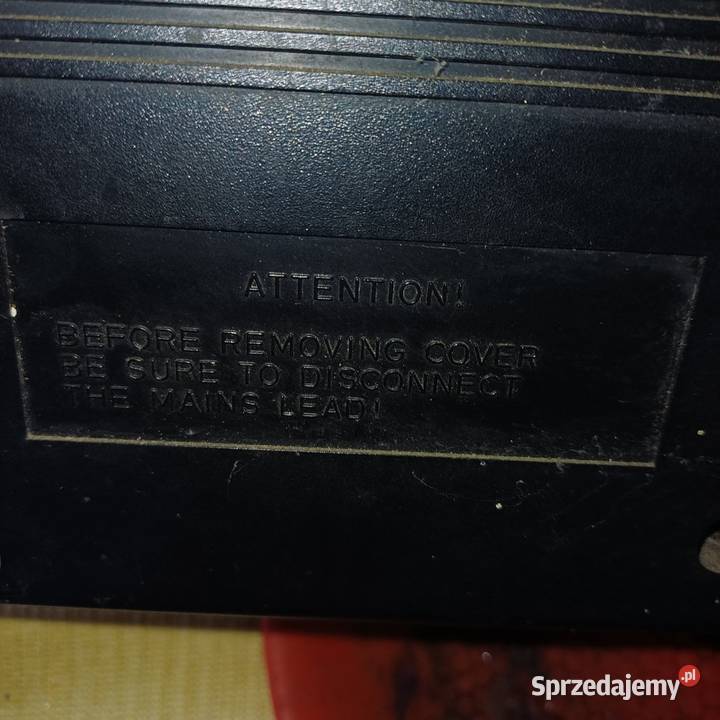 ATTENTION!
BEFORE REMOVING COVER
BE SURE TO DISCONNECT
THE MAINS LEAD!
Sprzedajemy.pl